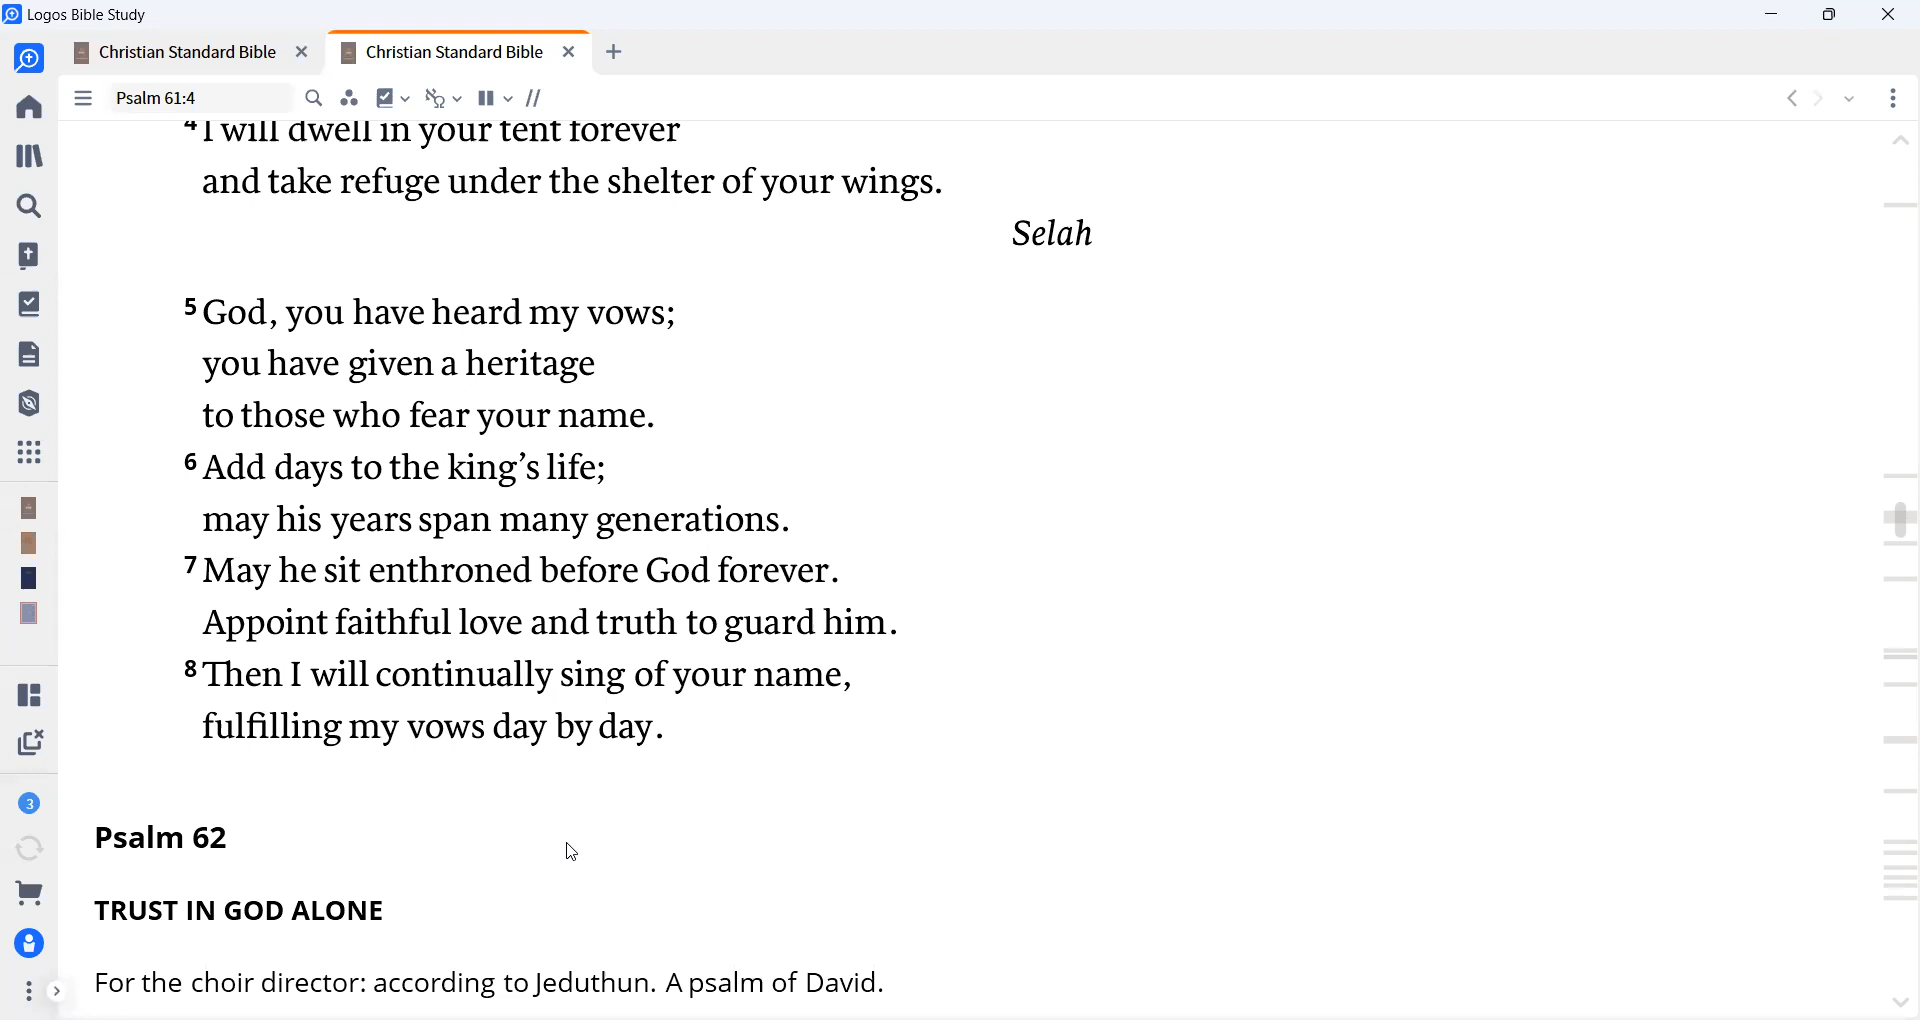 Logos Bible Study
Christian Standard Bible
Christian Standard Bible
Psalm 61:4
4 I will dwell in your tent forever
and take refuge under the shelter of your wings.
Selah
5 God, you have heard my vows;
you have given a heritage
to those who fear your name.
6 Add days to the king’s life;
may his years span many generations.
7 May he sit enthroned before God forever.
Appoint faithful love and truth to guard him.
8 Then I will continually sing of your name,
fulfilling my vows day by day.
3
Psalm 62
TRUST IN GOD ALONE
For the choir director: according to Jeduthun. A psalm of David.